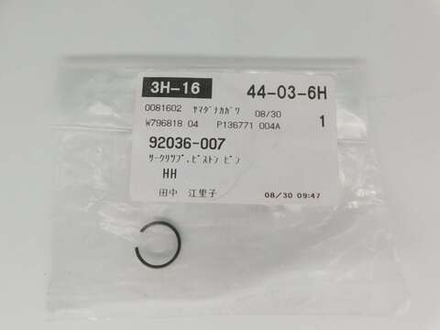 3H-16 44-03-6H
0081602 ヤマダナカガワ 08/30
W796818 04 P136771 004A 1
92036-007
サークリツプ,ピストン ピン
HH
田中 江里子 08/30 09:47